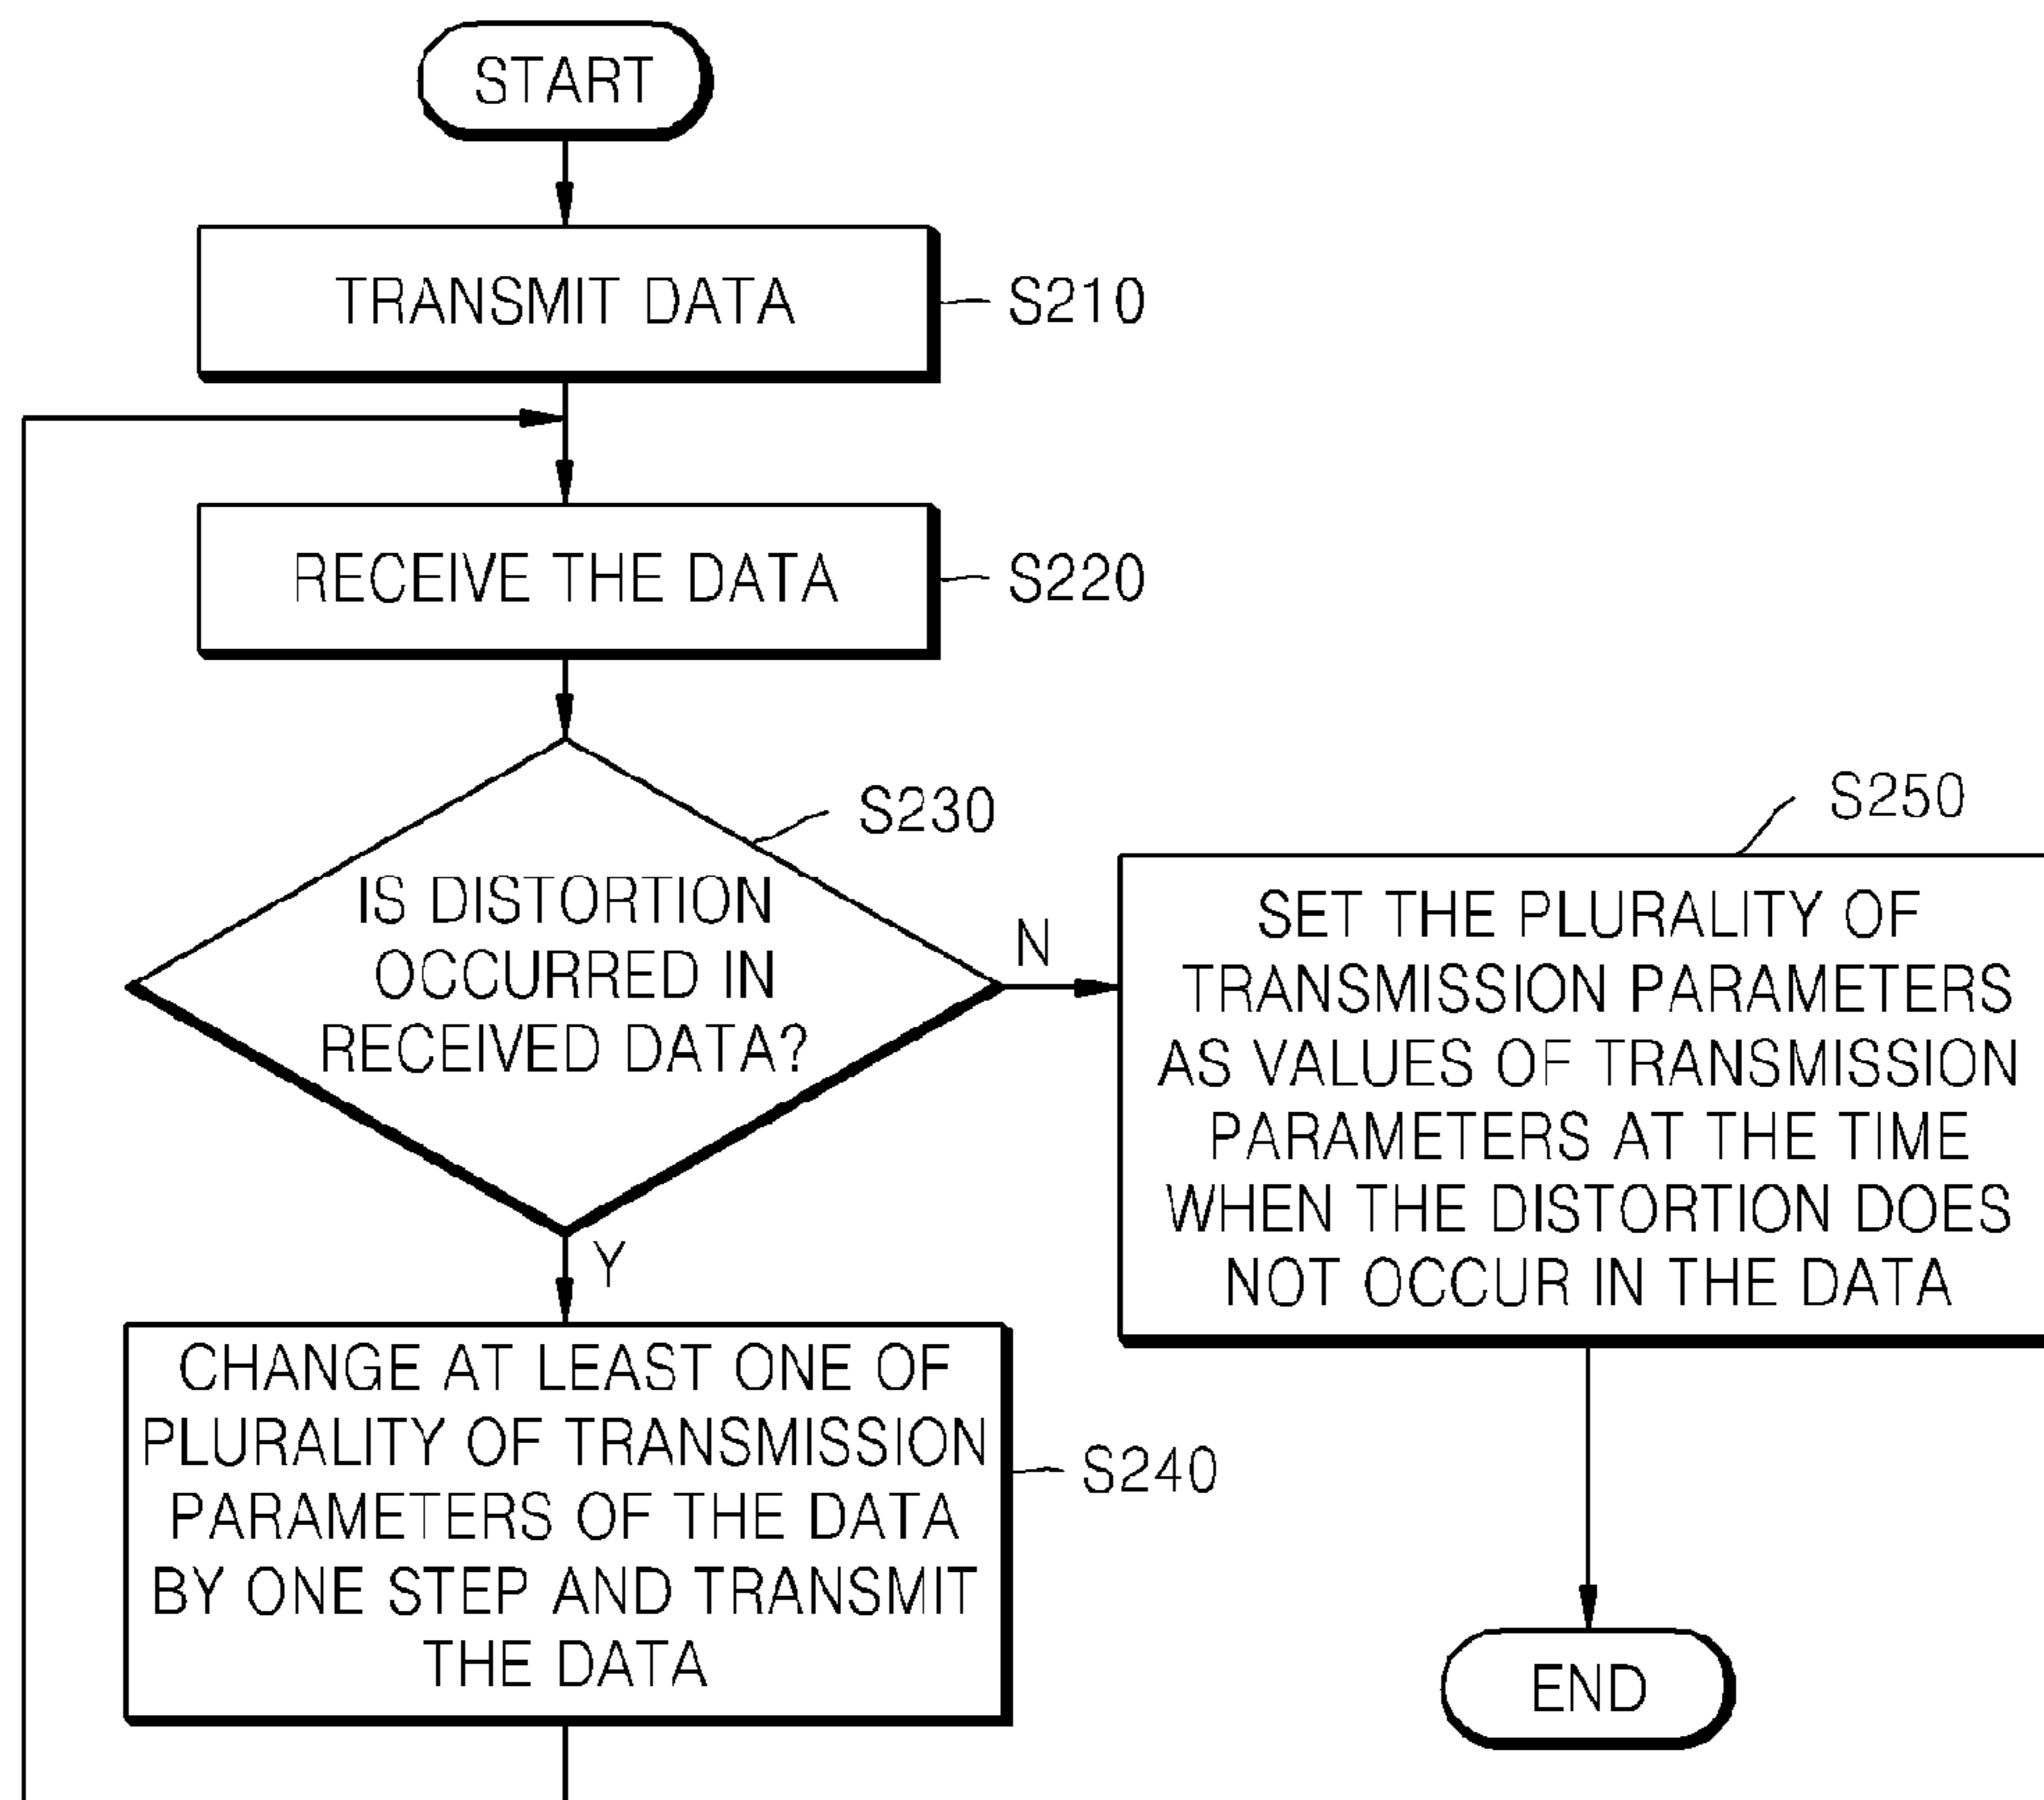 START
TRANSMIT DATA
S210
RECEIVE THE DATA
S220
S230
IS DISTORTION
OCCURRED IN
RECEIVED DATA?
N
Y
S250
SET THE PLURALITY OF
TRANSMISSION PARAMETERS
AS VALUES OF TRANSMISSION
PARAMETERS AT THE TIME
WHEN THE DISTORTION DOES
NOT OCCUR IN THE DATA
CHANGE AT LEAST ONE OF
PLURALITY OF TRANSMISSION
PARAMETERS OF THE DATA
BY ONE STEP AND TRANSMIT
THE DATA
S240
END